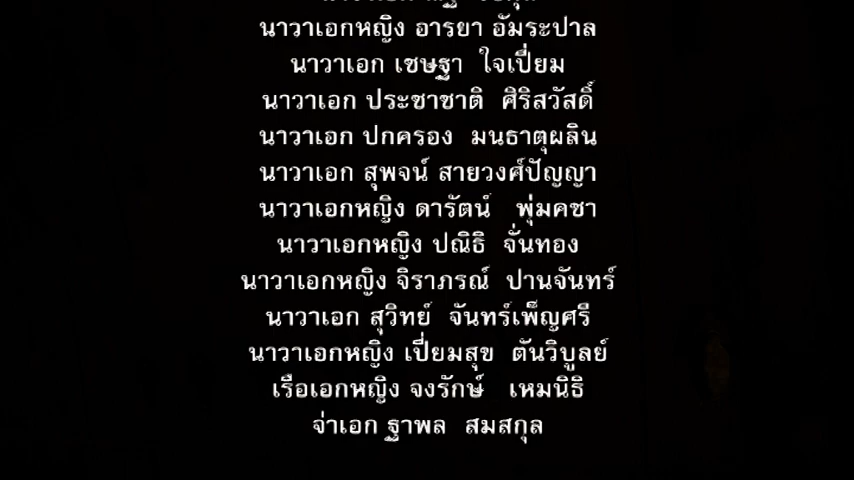 นาวาเอกหญิง อารยา อัมระปาล
นาวาเอก เชษฐา ใจเปี่ยม
นาวาเอก ประชาชาติ ศิริสวัสดิ์
นาวาเอก ปกครอง มนธาตุผลิน
นาวาเอก สุพจน์ สายวงศ์ปัญญา
นาวาเอกหญิง ดารัตน์ พุ่มคชา
นาวาเอกหญิง ปณิธิ จั่นทอง
นาวาเอกหญิง จิราภรณ์ ปานจันทร์
นาวาเอก สุวิทย์ จันทร์เพ็ญศรี
นาวาเอกหญิง เปี่ยมสุข ตันวิบูลย์
เรือเอกหญิง จงรักษ์ เหมนิธิ
จ่าเอก ฐาพล สมสกุล